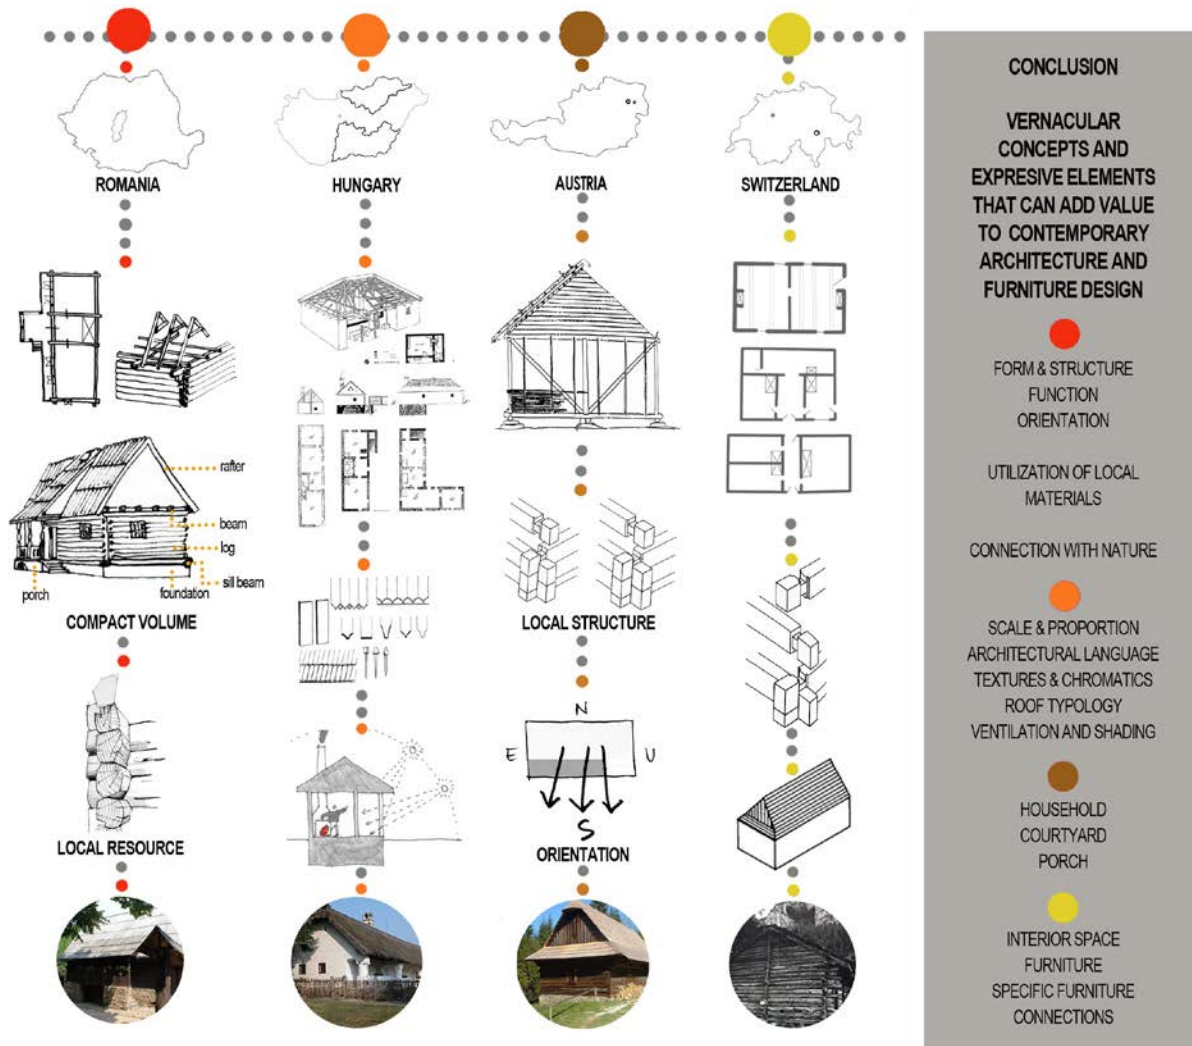 ROMANIA
HUNGARY
AUSTRIA
SWITZERLAND
rafter
beam
log
sill beam
porch
foundation
COMPACT VOLUME
LOCAL STRUCTURE
N
E
U
S
LOCAL RESOURCE
ORIENTATION
CONCLUSION
VERNACULAR
CONCEPTS AND
EXPRESIVE ELEMENTS
THAT CAN ADD VALUE
TO CONTEMPORARY
ARCHITECTURE AND
FURNITURE DESIGN
FORM & STRUCTURE
FUNCTION
ORIENTATION
UTILIZATION OF LOCAL
MATERIALS
CONNECTION WITH NATURE
SCALE & PROPORTION
ARCHITECTURAL LANGUAGE
TEXTURES & CHROMATICS
ROOF TYPOLOGY
VENTILATION AND SHADING
HOUSEHOLD
COURTYARD
PORCH
INTERIOR SPACE
FURNITURE
SPECIFIC FURNITURE
CONNECTIONS